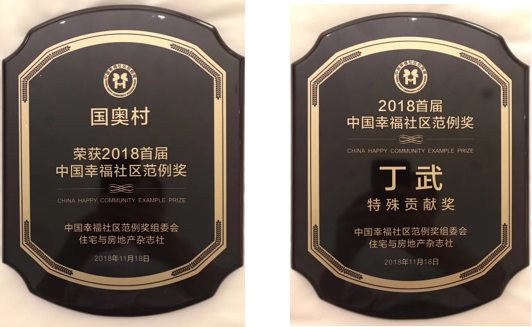 国奥村
荣获2018首届
中国幸福社区范例奖
CHINA HAPPY COMMUNITY EXAMPLE PRIZE
中国幸福社区范例奖组委会
住宅与房地产杂志社
2018年11月18日
2018首届
中国幸福社区范例奖
CHINA HAPPY COMMUNITY EXAMPLE PRIZE
丁武
特殊贡献奖
中国幸福社区范例奖组委会
住宅与房地产杂志社
2018年11月18日